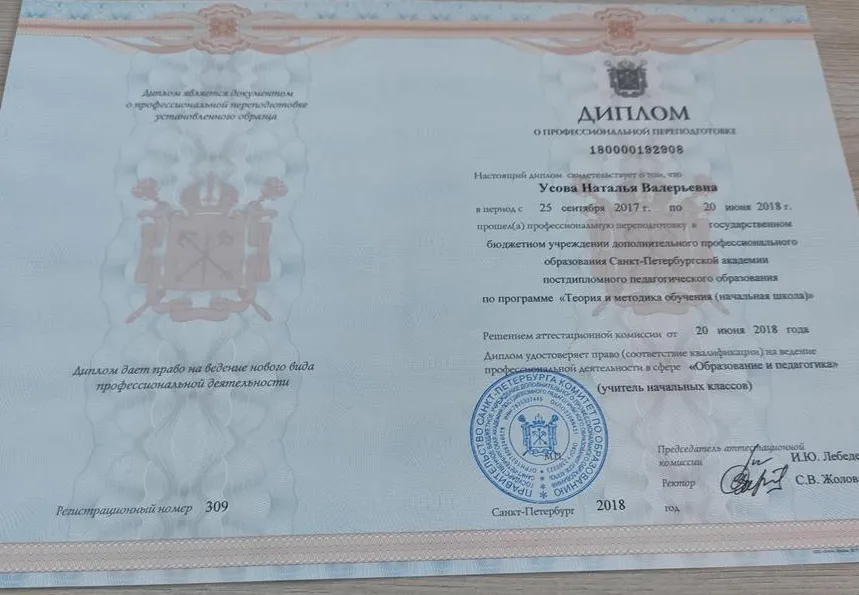 Диплом является документом
о профессиональной переподготовке
установленного образца
Диплом дает право на ведение нового вида
профессиональной деятельности
Регистрационный номер 309
ДИПЛОМ
О ПРОФЕССИОНАЛЬНОЙ ПЕРЕПОДГОТОВКЕ
180000192908
Настоящий диплом свидетельствует о том, что
Усова Наталья Валерьевна
в период с 25 сентября 2017 г. по 20 июня 2018 г.
прошел(а) профессиональную переподготовку в государственном
бюджетном учреждении дополнительного профессионального
образования Санкт-Петербургской академии
постдипломного педагогического образования
по программе «Теория и методика обучения (начальная школа)»
Решением аттестационной комиссии от 20 июня 2018 года
Диплом удостоверяет право (соответствие квалификации) на ведение
профессиональной деятельности в сфере «Образование и педагогика»
(учитель начальных классов)
ПРАВИТЕЛЬСТВО САНКТ-ПЕТЕРБУРГА КОМИТЕТ ПО ОБРАЗОВАНИЮ
М.П.
Председатель аттестационной
комиссии И.Ю. Лебеде
Ректор С.В. Жолов
Санкт-Петербург 2018 год